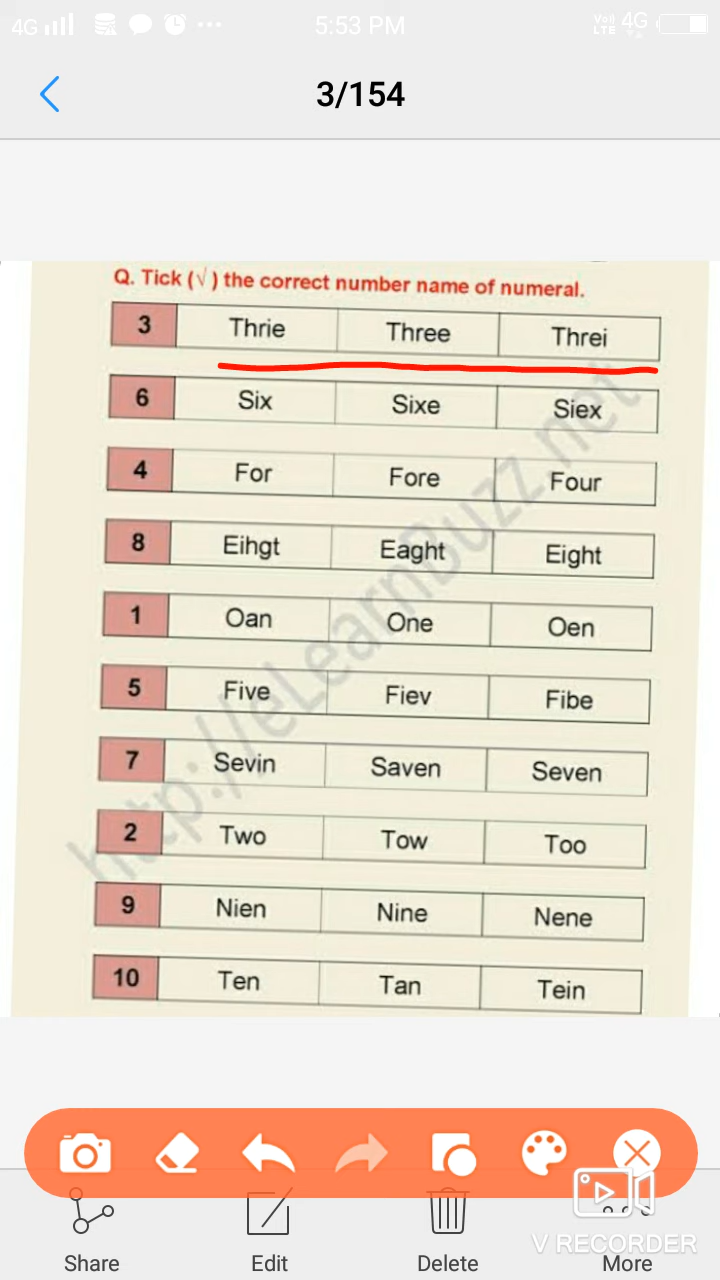 4G 5:53 PM VoLTE 4G
3/154
Q. Tick (√) the correct number name of numeral.
3 Thrie Three Threi
6 Six Sixe Siex
4 For Fore Four
8 Eihgt Eaght Eight
1 Oan One Oen
5 Five Fiev Fibe
7 Sevin Saven Seven
2 Two Tow Too
9 Nien Nine Nene
10 Ten Tan Tein
http://eLearnBuzz.net
V RECORDER
Share Edit Delete More